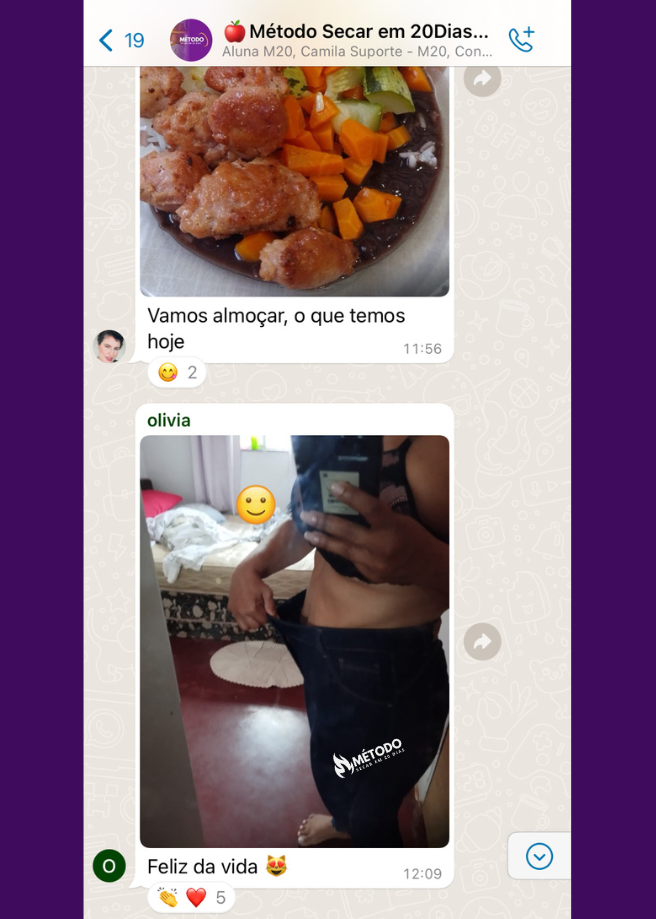 19
MÉTODO
Método Secar em 20Dias...
Aluna M20, Camila Suporte - M20, Con...
Vamos almoçar, o que temos
hoje
11:56
2
olivia
MÉTODO
SECAR EM 20 DIAS
O
Feliz da vida
12:09
5